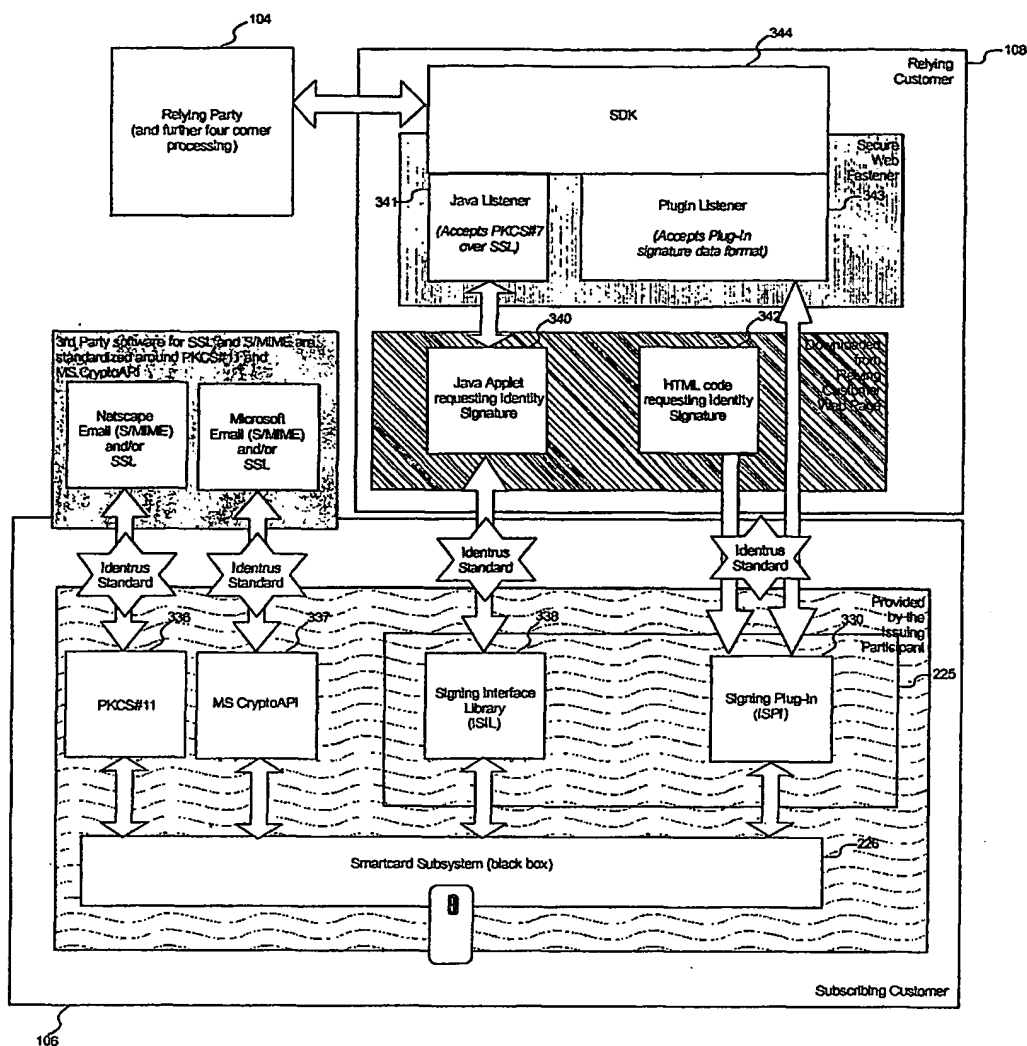 104
344
108
Relying
Customer
Relying Party
(and further four corner
processing)
SDK
Secure
Web
Fastener
341
Java Listener
(Accepts PKCS#7
over SSL)
PlugIn Listener
(Accepts Plug-In
signature data format)
343
3rd Party software for SSL and S/MIME are
standardized around PKCS#11 and
MS CryptoAPI
Netscape
Email (S/MIME)
and/or
SSL
Microsoft
Email (S/MIME)
and/or
SSL
340
342
Java Applet
requesting Identity
Signature
HTML code
requesting Identity
Signature
Downloaded
from
Relying
Customer
Web Page
Identrus
Standard
Identrus
Standard
Identrus
Standard
Identrus
Standard
Provided
by the
Issuing
Participant
336
337
338
330
225
PKCS#11
MS CryptoAPI
Signing Interface
Library
(ISIL)
Signing Plug-In
(ISPI)
Smartcard Subsystem (black box)
226
Subscribing Customer
106